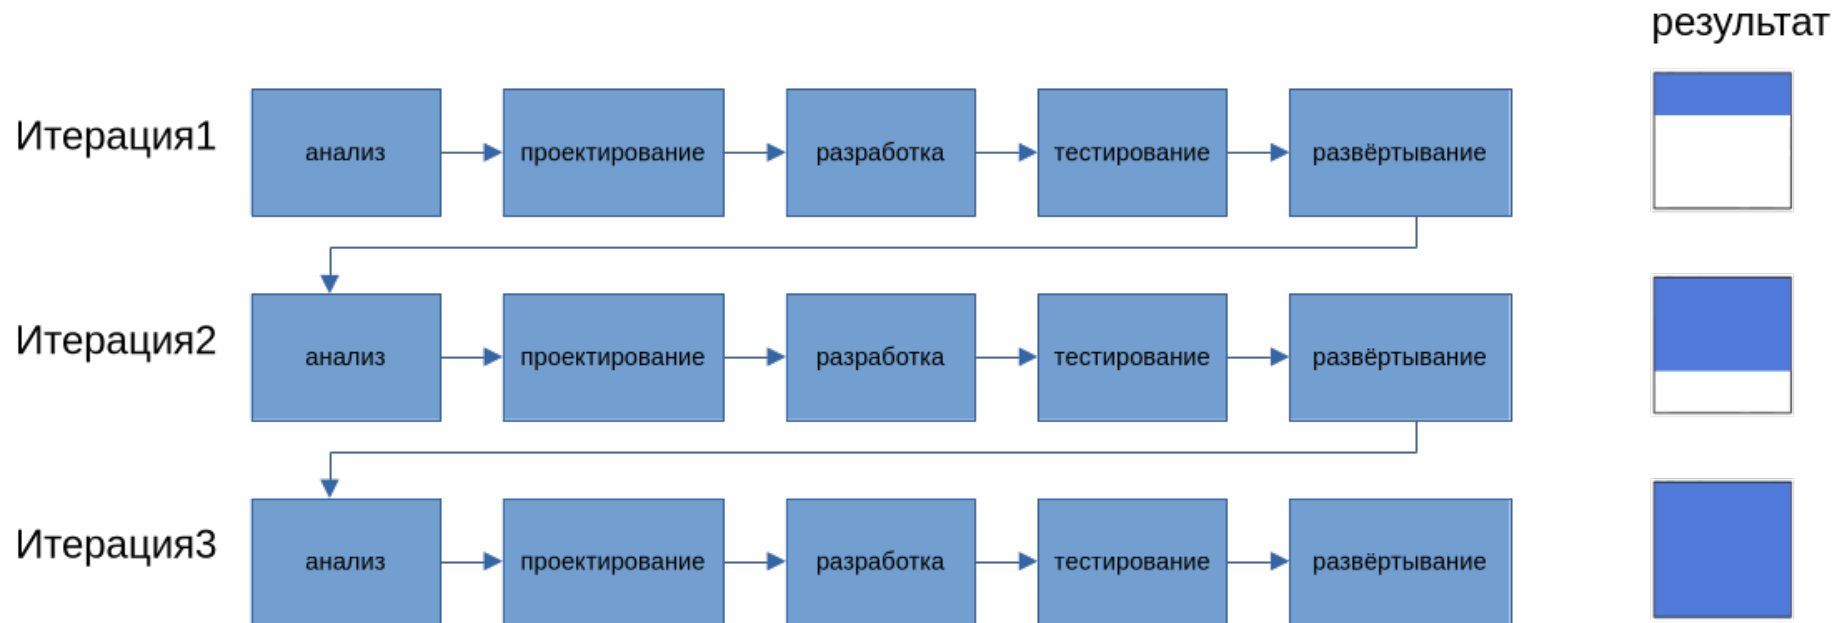 результат
Итерация1
анализ
проектирование
разработка
тестирование
развёртывание
Итерация2
анализ
проектирование
разработка
тестирование
развёртывание
Итерация3
анализ
проектирование
разработка
тестирование
развёртывание